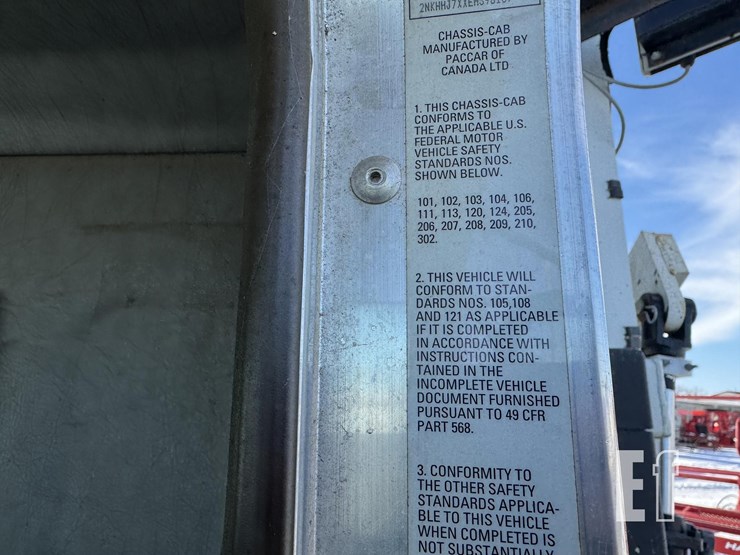 CHASSIS-CAB
MANUFACTURED BY
PACCAR OF
CANADA LTD
1. THIS CHASSIS-CAB
CONFORMS TO
THE APPLICABLE U.S.
FEDERAL MOTOR
VEHICLE SAFETY
STANDARDS NOS.
SHOWN BELOW.
101, 102, 103, 104, 106,
111, 113, 120, 124, 205,
206, 207, 208, 209, 210,
302.
2. THIS VEHICLE WILL
CONFORM TO STAN-
DARDS NOS. 105,108
AND 121 AS APPLICABLE
IF IT IS COMPLETED
IN ACCORDANCE WITH
INSTRUCTIONS CON-
TAINED IN THE
INCOMPLETE VEHICLE
DOCUMENT FURNISHED
PURSUANT TO 49 CFR
PART 568.
3. CONFORMITY TO
THE OTHER SAFETY
STANDARDS APPLICA-
BLE TO THIS VEHICLE
WHEN COMPLETED IS
NOT SUBSTANTIALLY